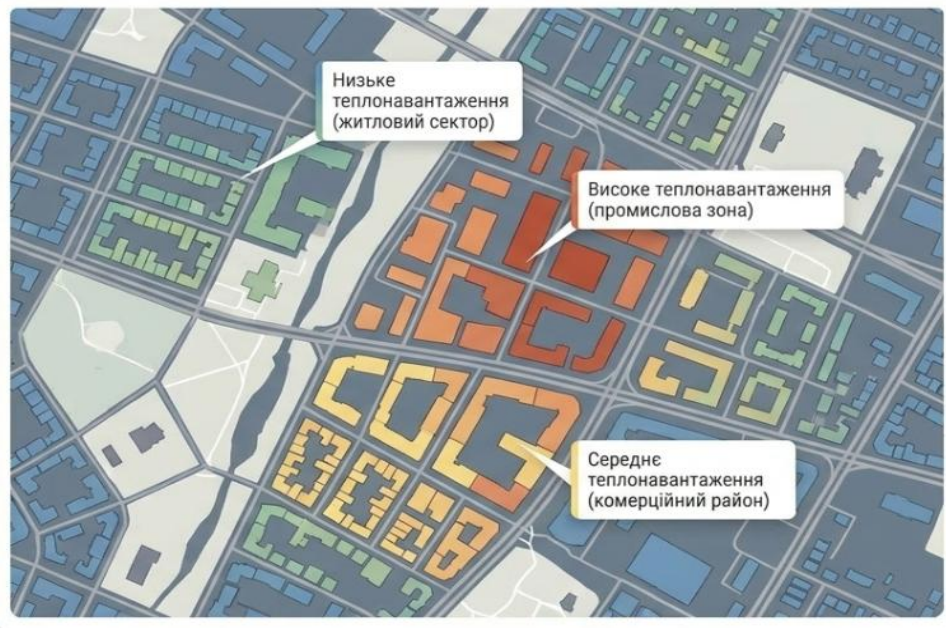 Низьке
теплонавантаження
(житловий сектор)
Високе теплонавантаження
(промислова зона)
Середнє
теплонавантаження
(комерційний район)